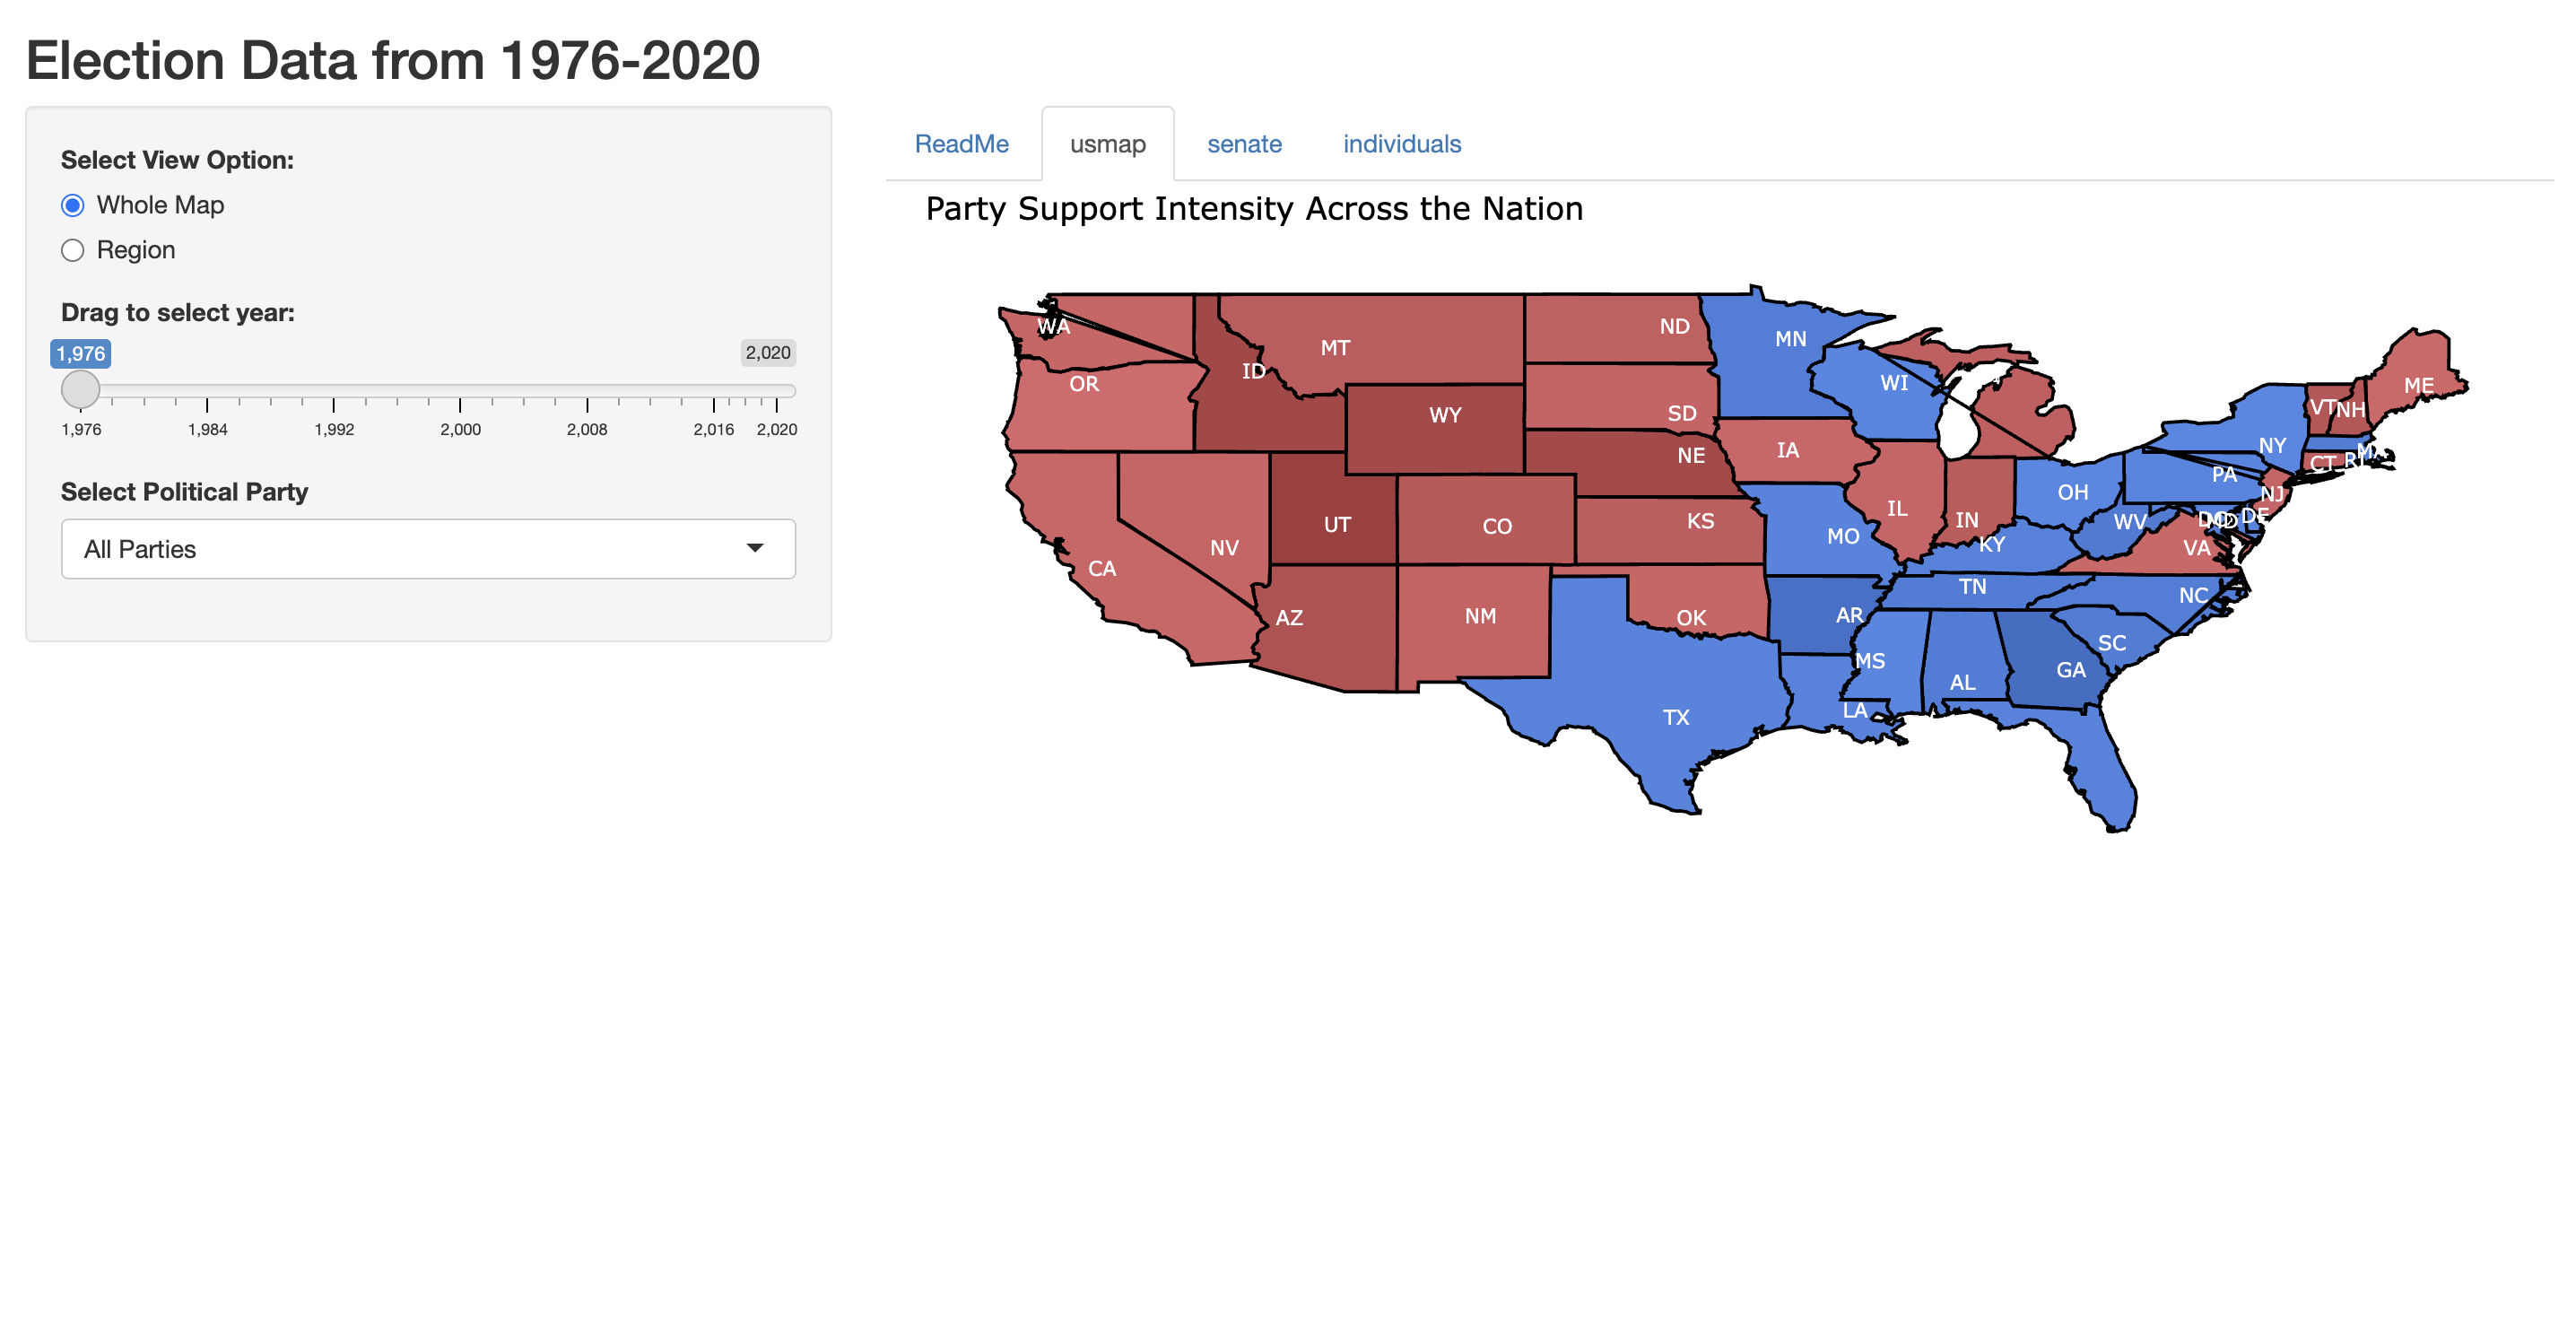 Election Data from 1976-2020
Select View Option:
Whole Map
Region
Drag to select year:
1,976
2,020
1,976 1,984 1,992 2,000 2,008 2,016 2,020
Select Political Party
All Parties
ReadMe usmap senate individuals
Party Support Intensity Across the Nation
WA
OR
ID
MT
WY
ND
SD
NE
MN
WI
IA
ME
VT
NH
NY
MA
CT
RI
PA
NJ
CA
NV
UT
CO
KS
MO
IL
IN
OH
KY
WV
DC
MD
DE
VA
AZ
NM
OK
AR
TN
NC
SC
MS
AL
GA
TX
LA